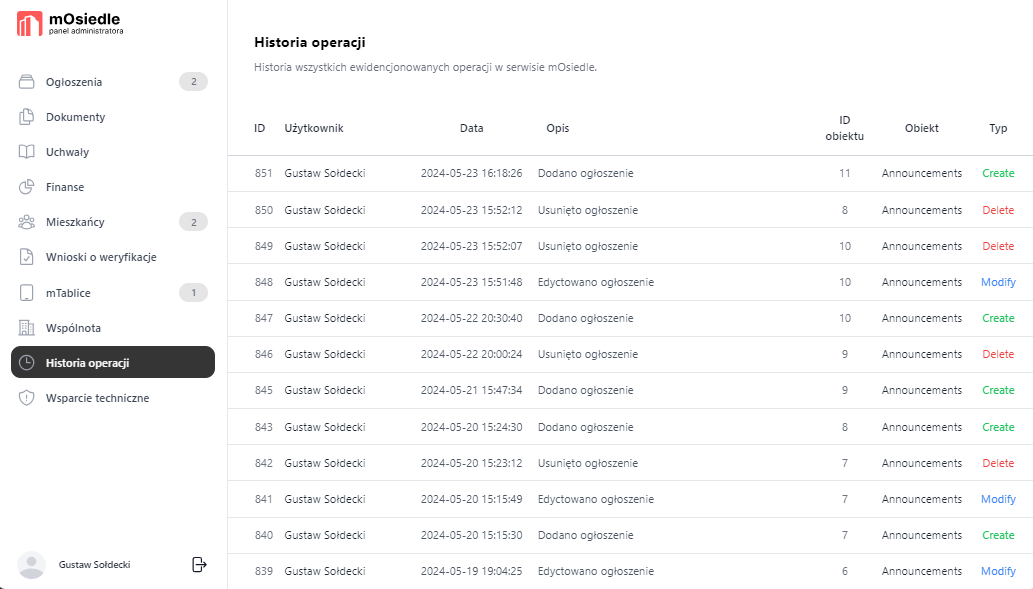 mOsiedle
panel administratora
Ogłoszenia 2
Dokumenty
Uchwały
Finanse
Mieszkańcy 2
Wnioski o weryfikacje
mTablice 1
Wspólnota
Historia operacji
Wsparcie techniczne
Gustaw Sołdecki
Historia operacji
Historia wszystkich ewidencjonowanych operacji w serwisie mOsiedle.
ID Użytkownik Data Opis ID obiektu Obiekt Typ
851 Gustaw Sołdecki 2024-05-23 16:18:26 Dodano ogłoszenie 11 Announcements Create
850 Gustaw Sołdecki 2024-05-23 15:52:12 Usunięto ogłoszenie 8 Announcements Delete
849 Gustaw Sołdecki 2024-05-23 15:52:07 Usunięto ogłoszenie 10 Announcements Delete
848 Gustaw Sołdecki 2024-05-23 15:51:48 Edyctowano ogłoszenie 10 Announcements Modify
847 Gustaw Sołdecki 2024-05-22 20:30:40 Dodano ogłoszenie 10 Announcements Create
846 Gustaw Sołdecki 2024-05-22 20:00:24 Usunięto ogłoszenie 9 Announcements Delete
845 Gustaw Sołdecki 2024-05-21 15:47:34 Dodano ogłoszenie 9 Announcements Create
843 Gustaw Sołdecki 2024-05-20 15:24:30 Dodano ogłoszenie 8 Announcements Create
842 Gustaw Sołdecki 2024-05-20 15:23:12 Usunięto ogłoszenie 7 Announcements Delete
841 Gustaw Sołdecki 2024-05-20 15:15:49 Edyctowano ogłoszenie 7 Announcements Modify
840 Gustaw Sołdecki 2024-05-20 15:15:30 Dodano ogłoszenie 7 Announcements Create
839 Gustaw Sołdecki 2024-05-19 19:04:25 Edyctowano ogłoszenie 6 Announcements Modify